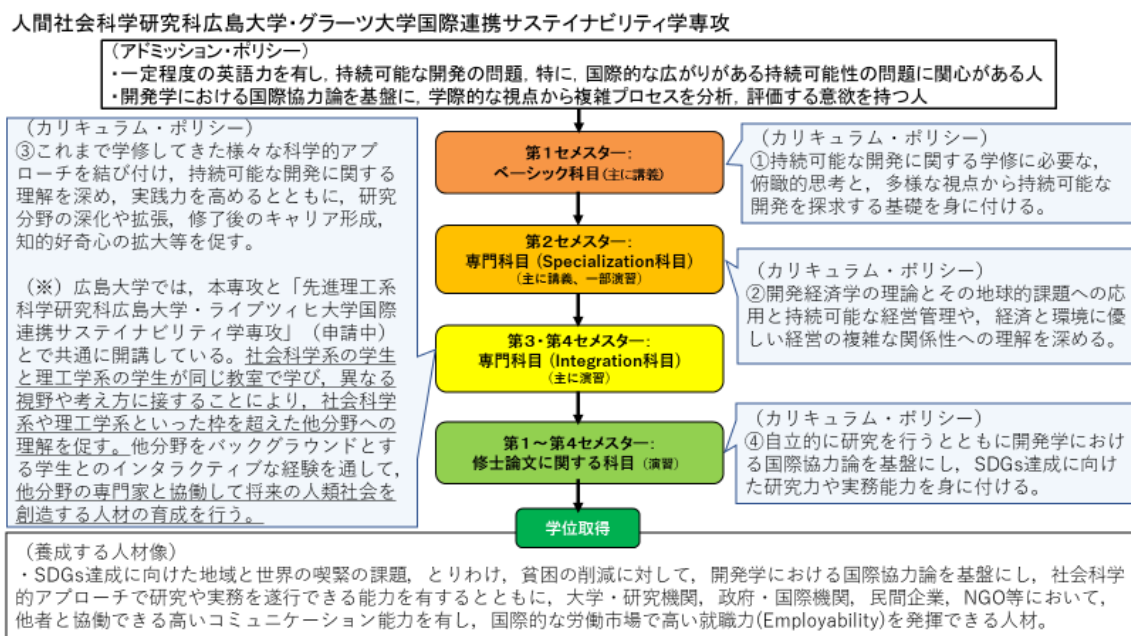 人間社会科学研究科広島大学・グラーツ大学国際連携サステイナビリティ学専攻
（アドミッション・ポリシー）
・一定程度の英語力を有し，持続可能な開発の問題，特に，国際的な広がりがある持続可能性の問題に関心がある人
・開発学における国際協力論を基盤に，学際的な視点から複雑プロセスを分析，評価する意欲を持つ人
（カリキュラム・ポリシー）
③これまで学修してきた様々な科学的アプ
ローチを結び付け，持続可能な開発に関する
理解を深め，実践力を高めるとともに，研究
分野の深化や拡張，修了後のキャリア形成，
知的好奇心の拡大等を促す。
（※）広島大学では，本専攻と「先進理工系
科学研究科広島大学・ライプツィヒ大学国際
連携サステイナビリティ学専攻」（申請中）
とで共通に開講している。社会科学系の学生
と理工学系の学生が同じ教室で学び，異なる
視野や考え方に接することにより，社会科学
系や理工学系といった枠を超えた他分野への
理解を促す。他分野をバックグラウンドとす
る学生とのインタラクティブな経験を通して，
他分野の専門家と協働して将来の人類社会を
創造する人材の育成を行う。
第１セメスター：
ベーシック科目（主に講義）
第２セメスター：
専門科目（Specialization科目）
（主に講義、一部演習）
第３・第４セメスター：
専門科目（Integration科目）
（主に演習）
第１～第４セメスター：
修士論文に関する科目（演習）
学位取得
（カリキュラム・ポリシー）
①持続可能な開発に関する学修に必要な，
俯瞰的思考と，多様な視点から持続可能な
開発を探求する基礎を身に付ける。
（カリキュラム・ポリシー）
②開発経済学の理論とその地球的課題への応
用と持続可能な経営管理や，経済と環境に優
しい経営の複雑な関係性への理解を深める。
（カリキュラム・ポリシー）
④自立的に研究を行うとともに開発学におけ
る国際協力論を基盤にし，SDGs達成に向け
た研究力や実務能力を身に付ける。
（養成する人材像）
・SDGs達成に向けた地域と世界の喫緊の課題，とりわけ，貧困の削減に対して，開発学における国際協力論を基盤にし，社会科学
的アプローチで研究や実務を遂行できる能力を有するとともに，大学・研究機関，政府・国際機関，民間企業，NGO等において，
他者と協働できる高いコミュニケーション能力を有し，国際的な労働市場で高い就職力(Employability)を発揮できる人材。